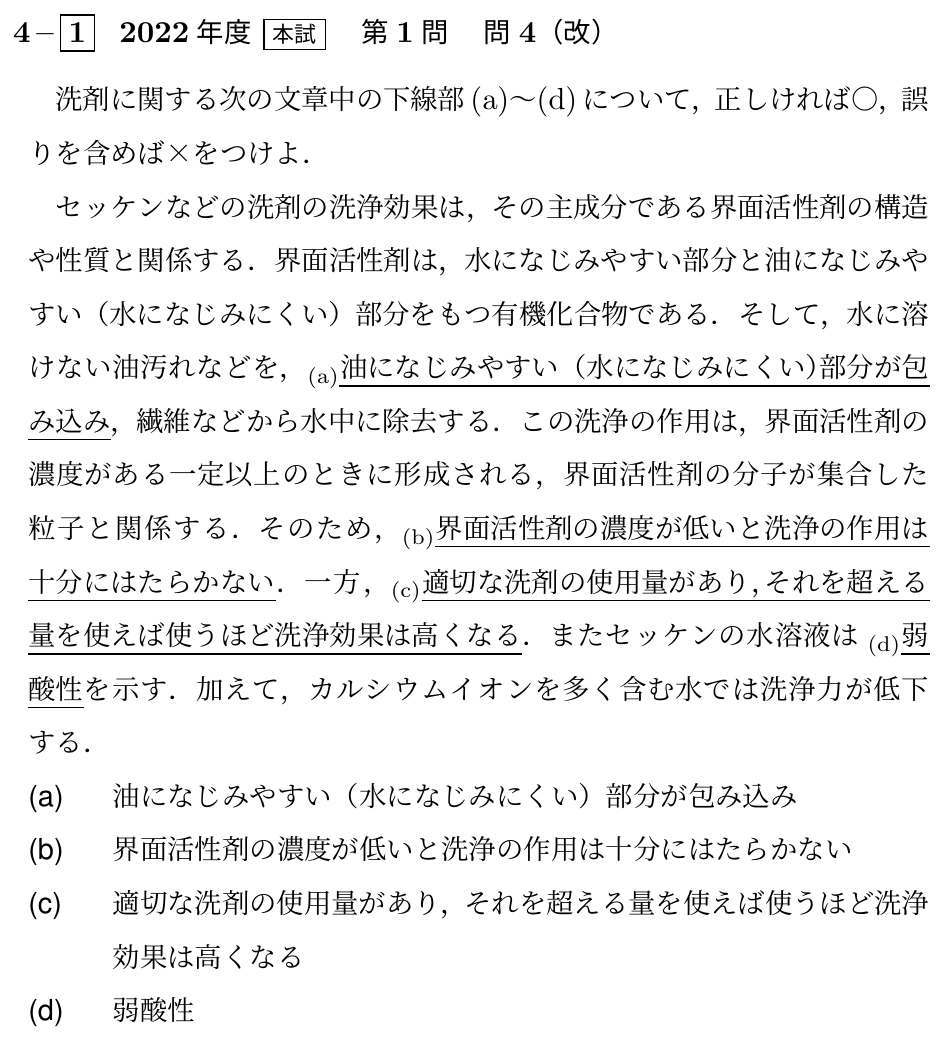 4–1 2022 年度 本試 第 1 問 問 4（改）
洗剤に関する次の文章中の下線部 (a)～(d) について，正しければ○，誤
りを含めば×をつけよ．
セッケンなどの洗剤の洗浄効果は，その主成分である界面活性剤の構造
や性質と関係する．界面活性剤は，水になじみやすい部分と油になじみや
すい（水になじみにくい）部分をもつ有機化合物である．そして，水に溶
けない油汚れなどを，(a)油になじみやすい（水になじみにくい）部分が包
み込み，繊維などから水中に除去する．この洗浄の作用は，界面活性剤の
濃度がある一定以上のときに形成される，界面活性剤の分子が集合した
粒子と関係する．そのため，(b)界面活性剤の濃度が低いと洗浄の作用は
十分にはたらかない．一方，(c)適切な洗剤の使用量があり，それを超える
量を使えば使うほど洗浄効果は高くなる．またセッケンの水溶液は (d)弱
酸性を示す．加えて，カルシウムイオンを多く含む水では洗浄力が低下
する．
(a) 油になじみやすい（水になじみにくい）部分が包み込み
(b) 界面活性剤の濃度が低いと洗浄の作用は十分にはたらかない
(c) 適切な洗剤の使用量があり，それを超える量を使えば使うほど洗浄
効果は高くなる
(d) 弱酸性